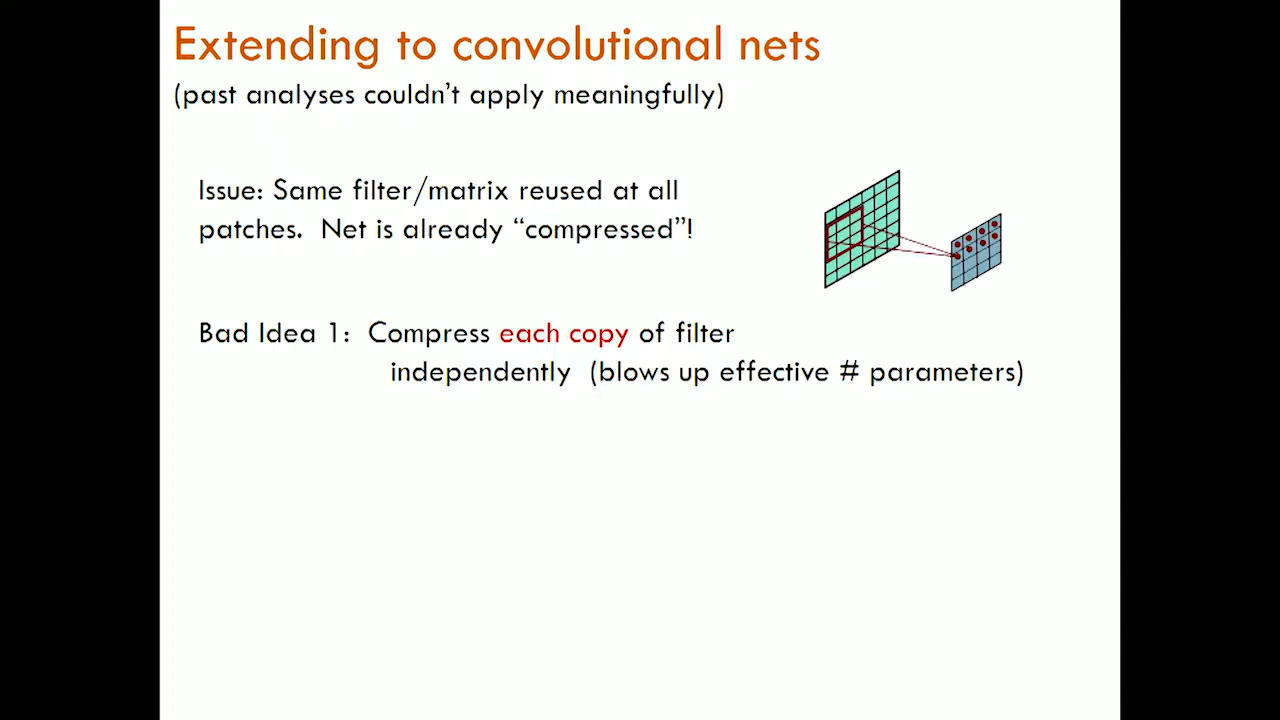 Extending to convolutional nets
(past analyses couldn’t apply meaningfully)
Issue: Same filter/matrix reused at all
patches. Net is already “compressed”!
Bad Idea 1: Compress each copy of filter
independently (blows up effective # parameters)